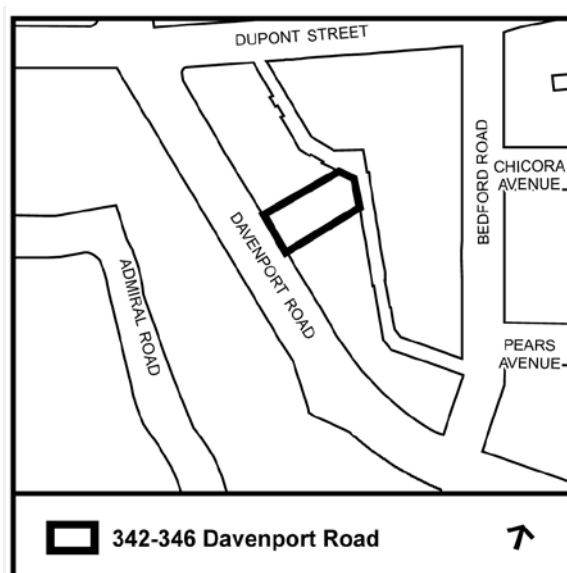 DUPONT STREET
BEDFORD ROAD
CHICORA
AVENUE
DAVENPORT ROAD
ADMIRAL ROAD
PEARS
AVENUE
342-346 Davenport Road